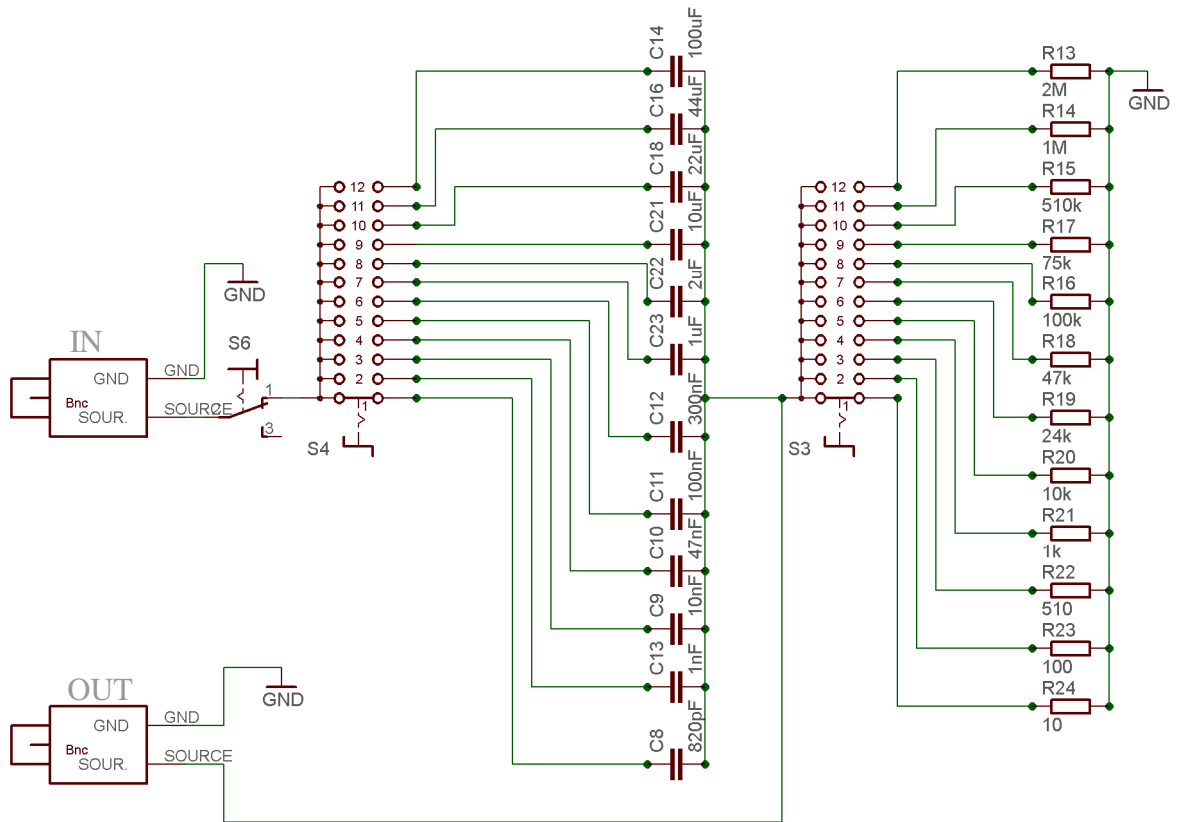 C14
100uF
C16
44uF
C18
22uF
C21
10uF
C22
2uF
C23
1uF
C12
300nF
C11
100nF
C10
47nF
C9
10nF
C13
1nF
C8
820pF
12
11
10
9
8
7
6
5
4
3
2
1
S4
GND
IN
GND
Bnc
SOUR.
GND
SOURCE
S6
2
1
3
OUT
GND
Bnc
SOUR.
GND
SOURCE
GND
12
11
10
9
8
7
6
5
4
3
2
1
S3
R13
2M
GND
R14
1M
R15
510k
R17
75k
R16
100k
R18
47k
R19
24k
R20
10k
R21
1k
R22
510
R23
100
R24
10